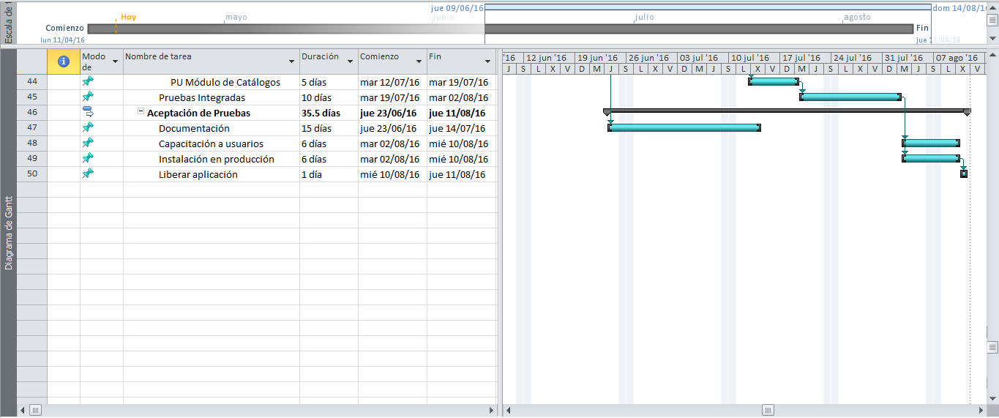 Escala de t
jue 09/06/16
dom 14/08/16
Hoy
mayo
junio
julio
agosto
Comienzo
Fin
lun 11/04/16
jue 11/08/16
Diagrama de Gantt
Modo de
Nombre de tarea
Duración
Comienzo
Fin
'16
12 jun '16
19 jun '16
26 jun '16
03 jul '16
10 jul '16
17 jul '16
24 jul '16
31 jul '16
07 ago '16
J S L X V D M J S L X V D M J S L X V D M J S L X V D M J S L X V
44 PU Módulo de Catálogos 5 días mar 12/07/16 mar 19/07/16
45 Pruebas Integradas 10 días mar 19/07/16 mar 02/08/16
46 Aceptación de Pruebas 35.5 días jue 23/06/16 jue 11/08/16
47 Documentación 15 días jue 23/06/16 jue 14/07/16
48 Capacitación a usuarios 6 días mar 02/08/16 mié 10/08/16
49 Instalación en producción 6 días mar 02/08/16 mié 10/08/16
50 Liberar aplicación 1 día mié 10/08/16 jue 11/08/16